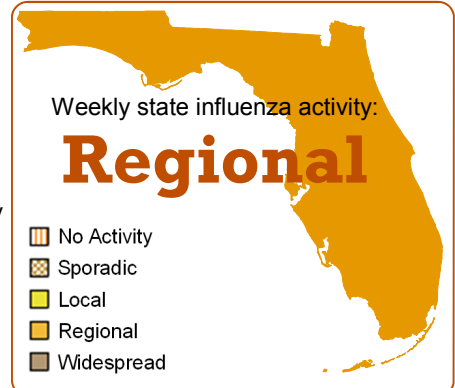 Weekly state influenza activity:
Regional
No Activity
Sporadic
Local
Regional
Widespread